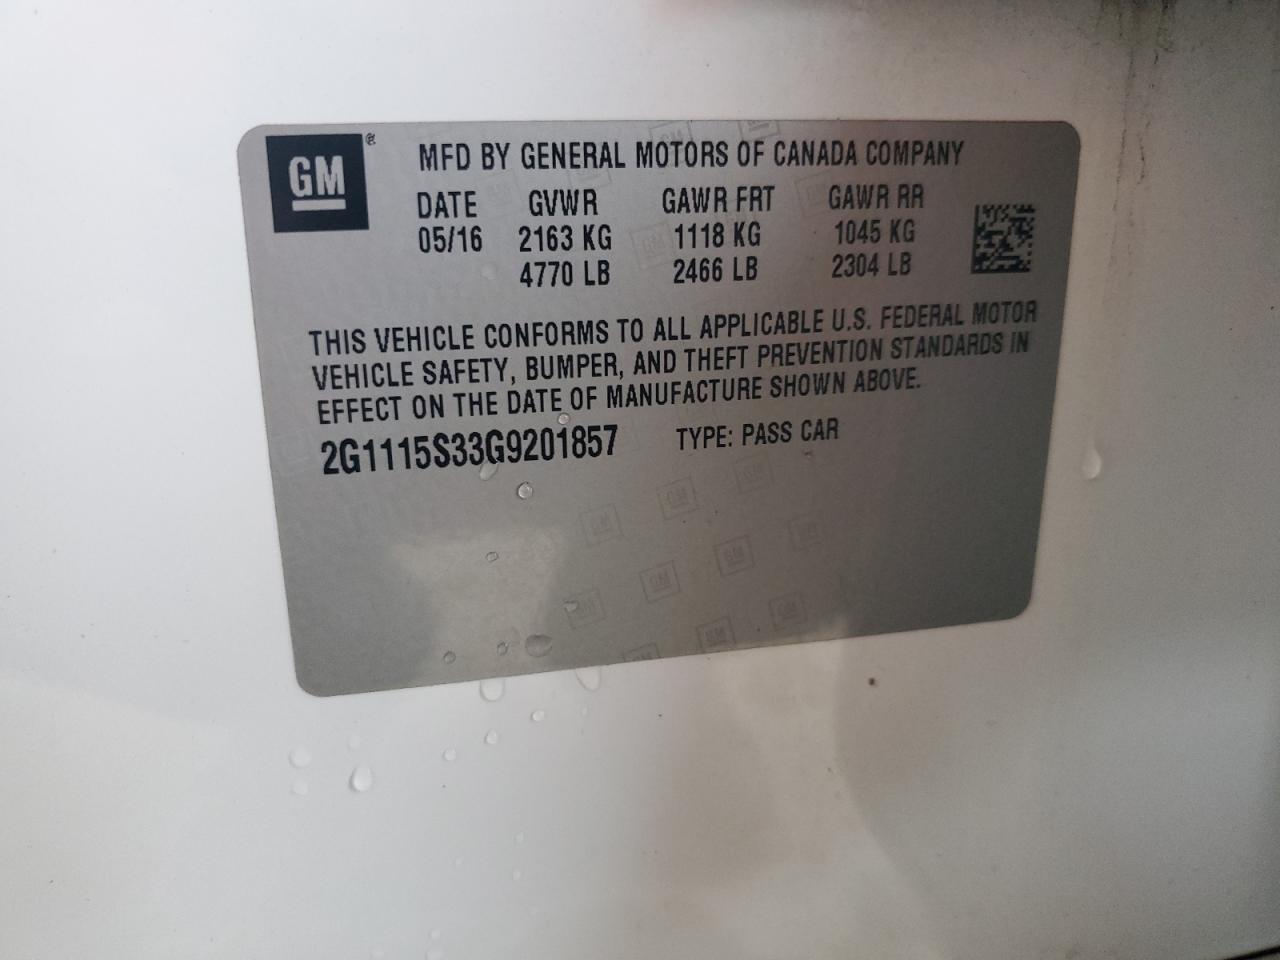 GM ®
MFD BY GENERAL MOTORS OF CANADA COMPANY
DATE GVWR GAWR FRT GAWR RR
05/16 2163 KG 1118 KG 1045 KG
4770 LB 2466 LB 2304 LB
THIS VEHICLE CONFORMS TO ALL APPLICABLE U.S. FEDERAL MOTOR
VEHICLE SAFETY, BUMPER, AND THEFT PREVENTION STANDARDS IN
EFFECT ON THE DATE OF MANUFACTURE SHOWN ABOVE.
2G1115S33G9201857 TYPE: PASS CAR